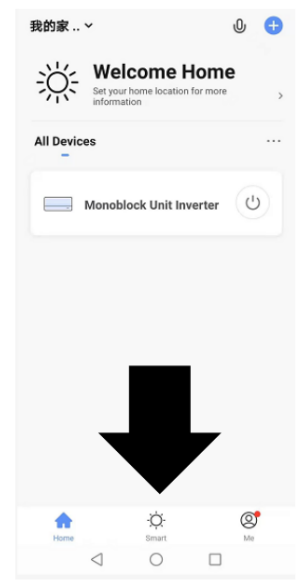 我的家 ..
Welcome Home
Set your home location for more
information
All Devices
Monoblock Unit Inverter
Home
Smart
Me